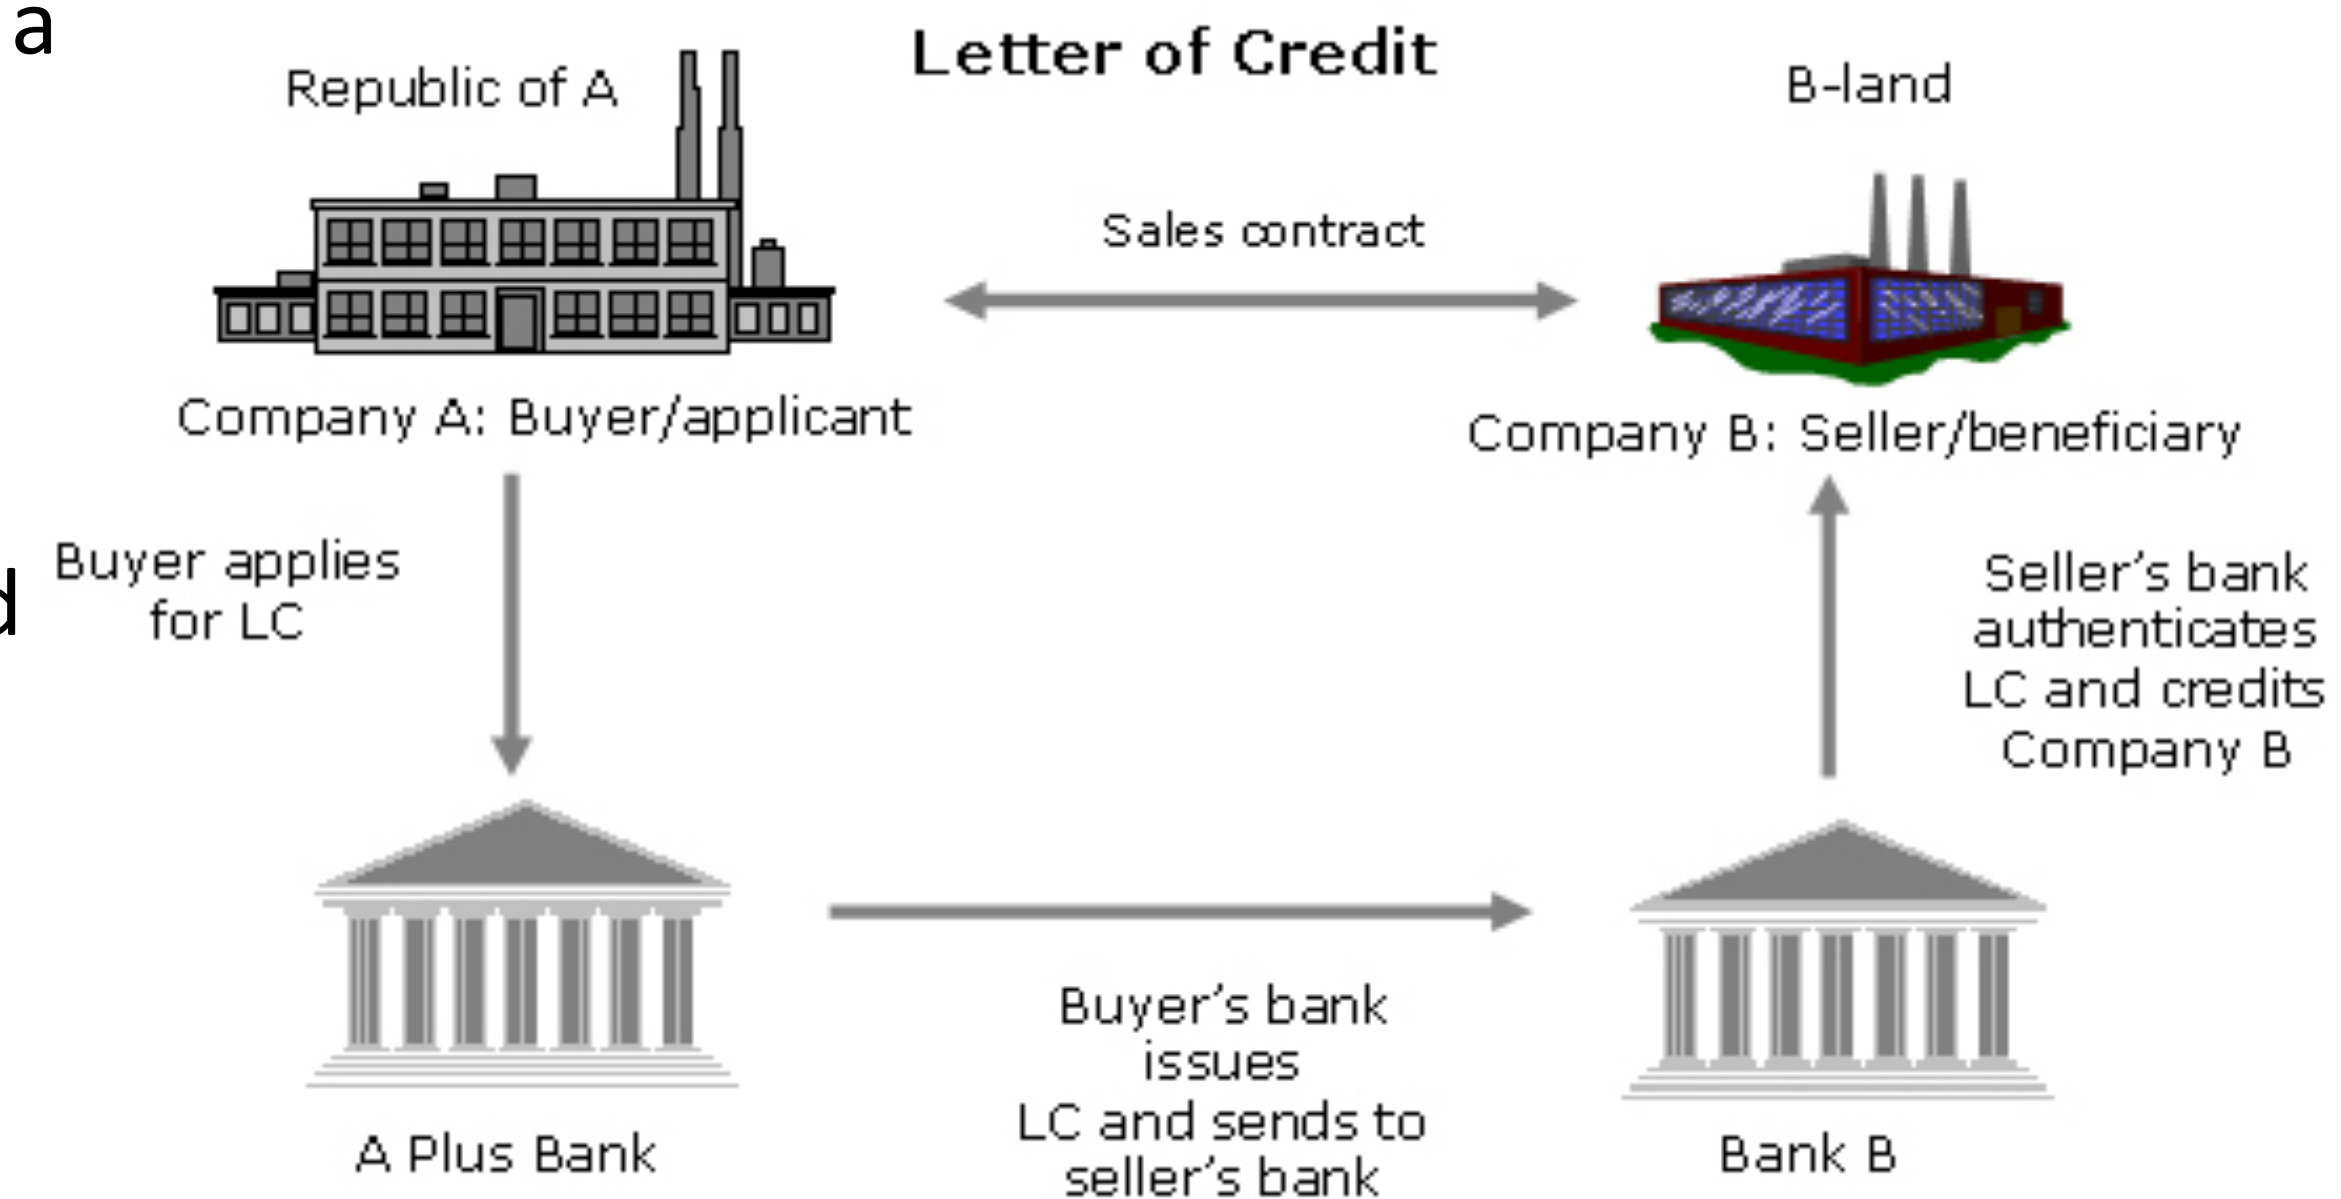 a
Letter of Credit
Republic of A
B-land
Sales contract
Company A: Buyer/applicant
Company B: Seller/beneficiary
d
Buyer applies
for LC
Seller's bank
authenticates
LC and credits
Company B
Buyer's bank
issues
LC and sends to
seller's bank
A Plus Bank
Bank B